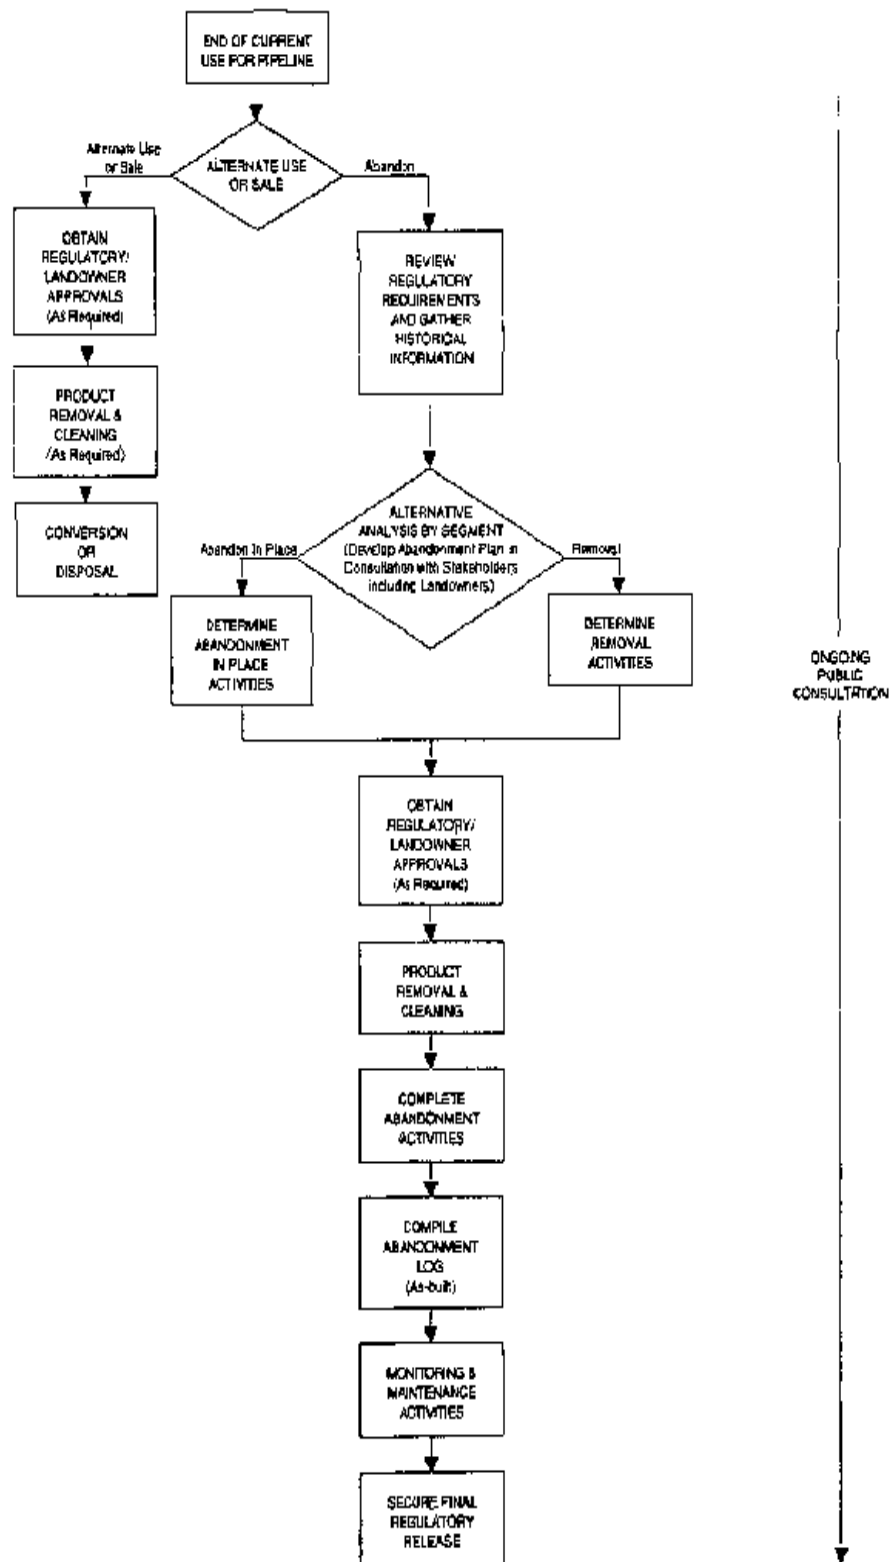 END OF CURRENT
USE FOR PIPELINE
Alternate Use
or Sale
ALTERNATE USE
OR SALE
Abandon
OBTAIN
REGULATORY/
LANDOWNER
APPROVALS
(As Required)
REVIEW
REGULATORY
REQUIREMENTS
AND GATHER
HISTORICAL
INFORMATION
PRODUCT
REMOVAL &
CLEANING
(As Required)
CONVERSION
OR
DISPOSAL
ALTERNATIVE
ANALYSIS BY SEGMENT
(Develop Abandonment Plan in
Consultation with Stakeholders
including Landowners)
Abandon In Place
Removal
DETERMINE
ABANDONMENT
IN PLACE
ACTIVITIES
DETERMINE
REMOVAL
ACTIVITIES
ONGOING
PUBLIC
CONSULTATION
OBTAIN
REGULATORY/
LANDOWNER
APPROVALS
(As Required)
PRODUCT
REMOVAL &
CLEANING
COMPLETE
ABANDONMENT
ACTIVITIES
COMPILE
ABANDONMENT
LOG
(As-built)
MONITORING &
MAINTENANCE
ACTIVITIES
SECURE FINAL
REGULATORY
RELEASE